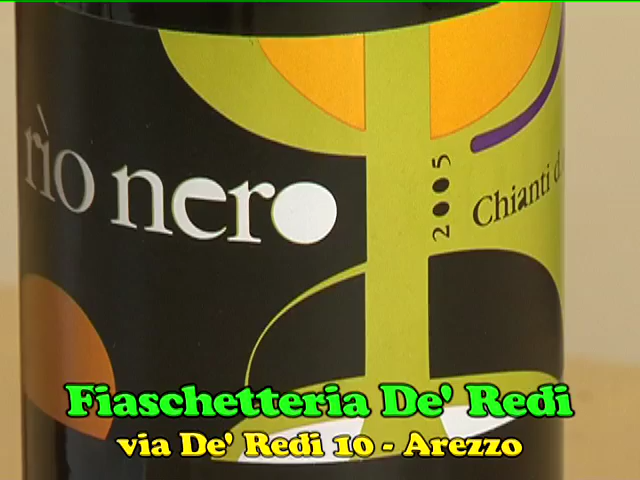 rìo nero
2005
Chianti d
Fiaschetteria De' Redi
via De' Redi 10 - Arezzo